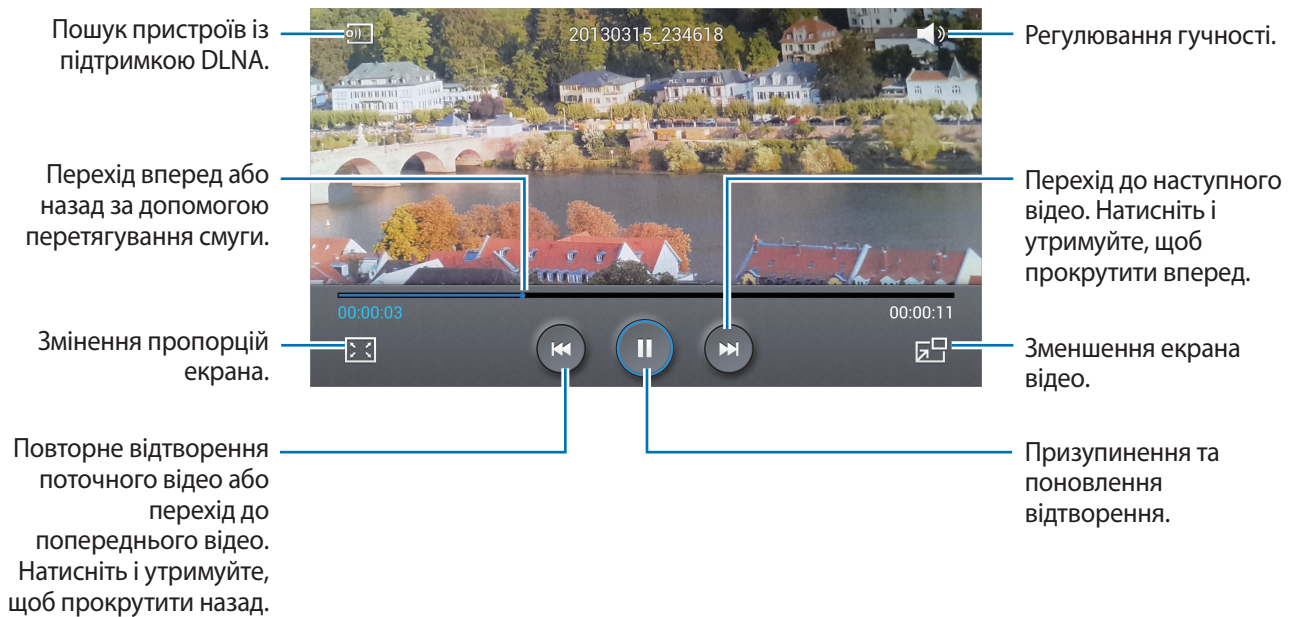 Пошук пристроїв із
підтримкою DLNA.
20130315_234618
Регулювання гучності.
Перехід вперед або
назад за допомогою
перетягування смуги.
Перехід до наступного
відео. Натисніть і
утримуйте, щоб
прокрутити вперед.
00:00:03
00:00:11
Змінення пропорцій
екрана.
Зменшення екрана
відео.
Повторне відтворення
поточного відео або
перехід до
попереднього відео.
Натисніть і утримуйте,
щоб прокрутити назад.
Призупинення та
поновлення
відтворення.